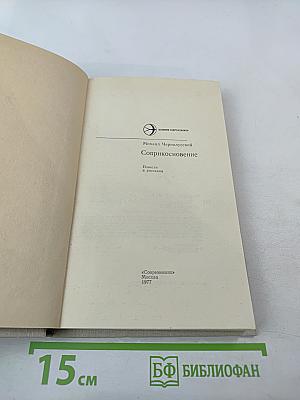 Михаил Чернолусский
Соприкосновение
Повести
и рассказы
«Современник»
Москва
1977
15 см
БФ БИБЛИОФАН